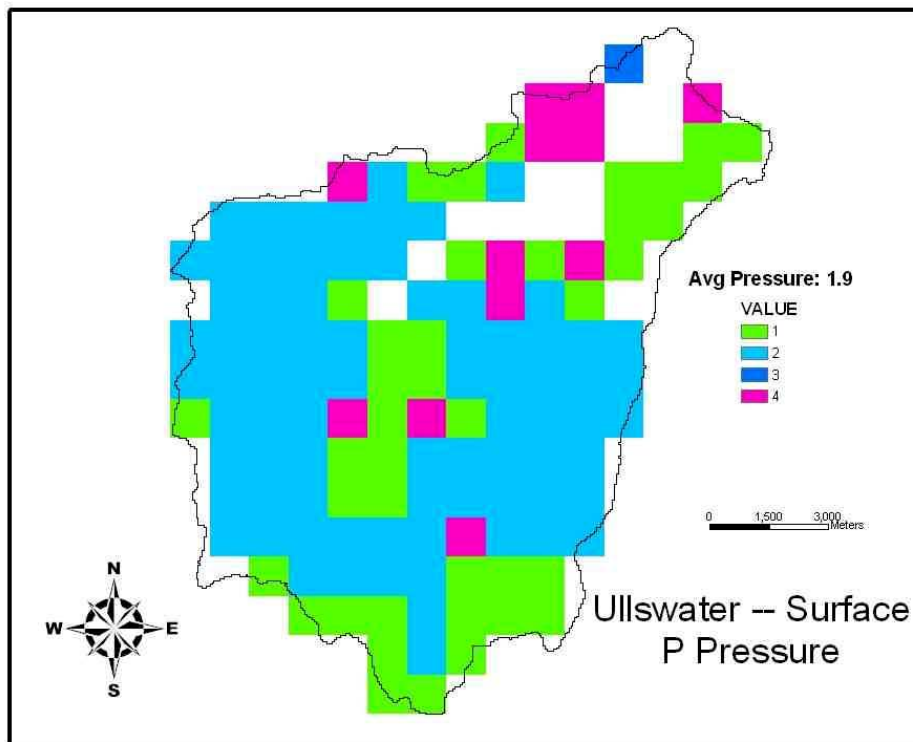 Avg Pressure: 1.9
VALUE
1
2
3
4
0 1,500 3,000
Meters
N
W E
S
Ullswater -- Surface
P Pressure